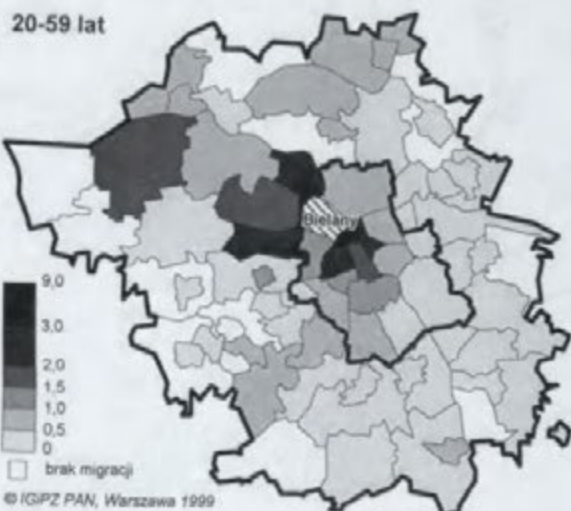 20-59 lat
Bielany
9,0
3,0
2,0
1,5
1,0
0,5
0
brak migracji
© IGiPZ PAN, Warszawa 1999